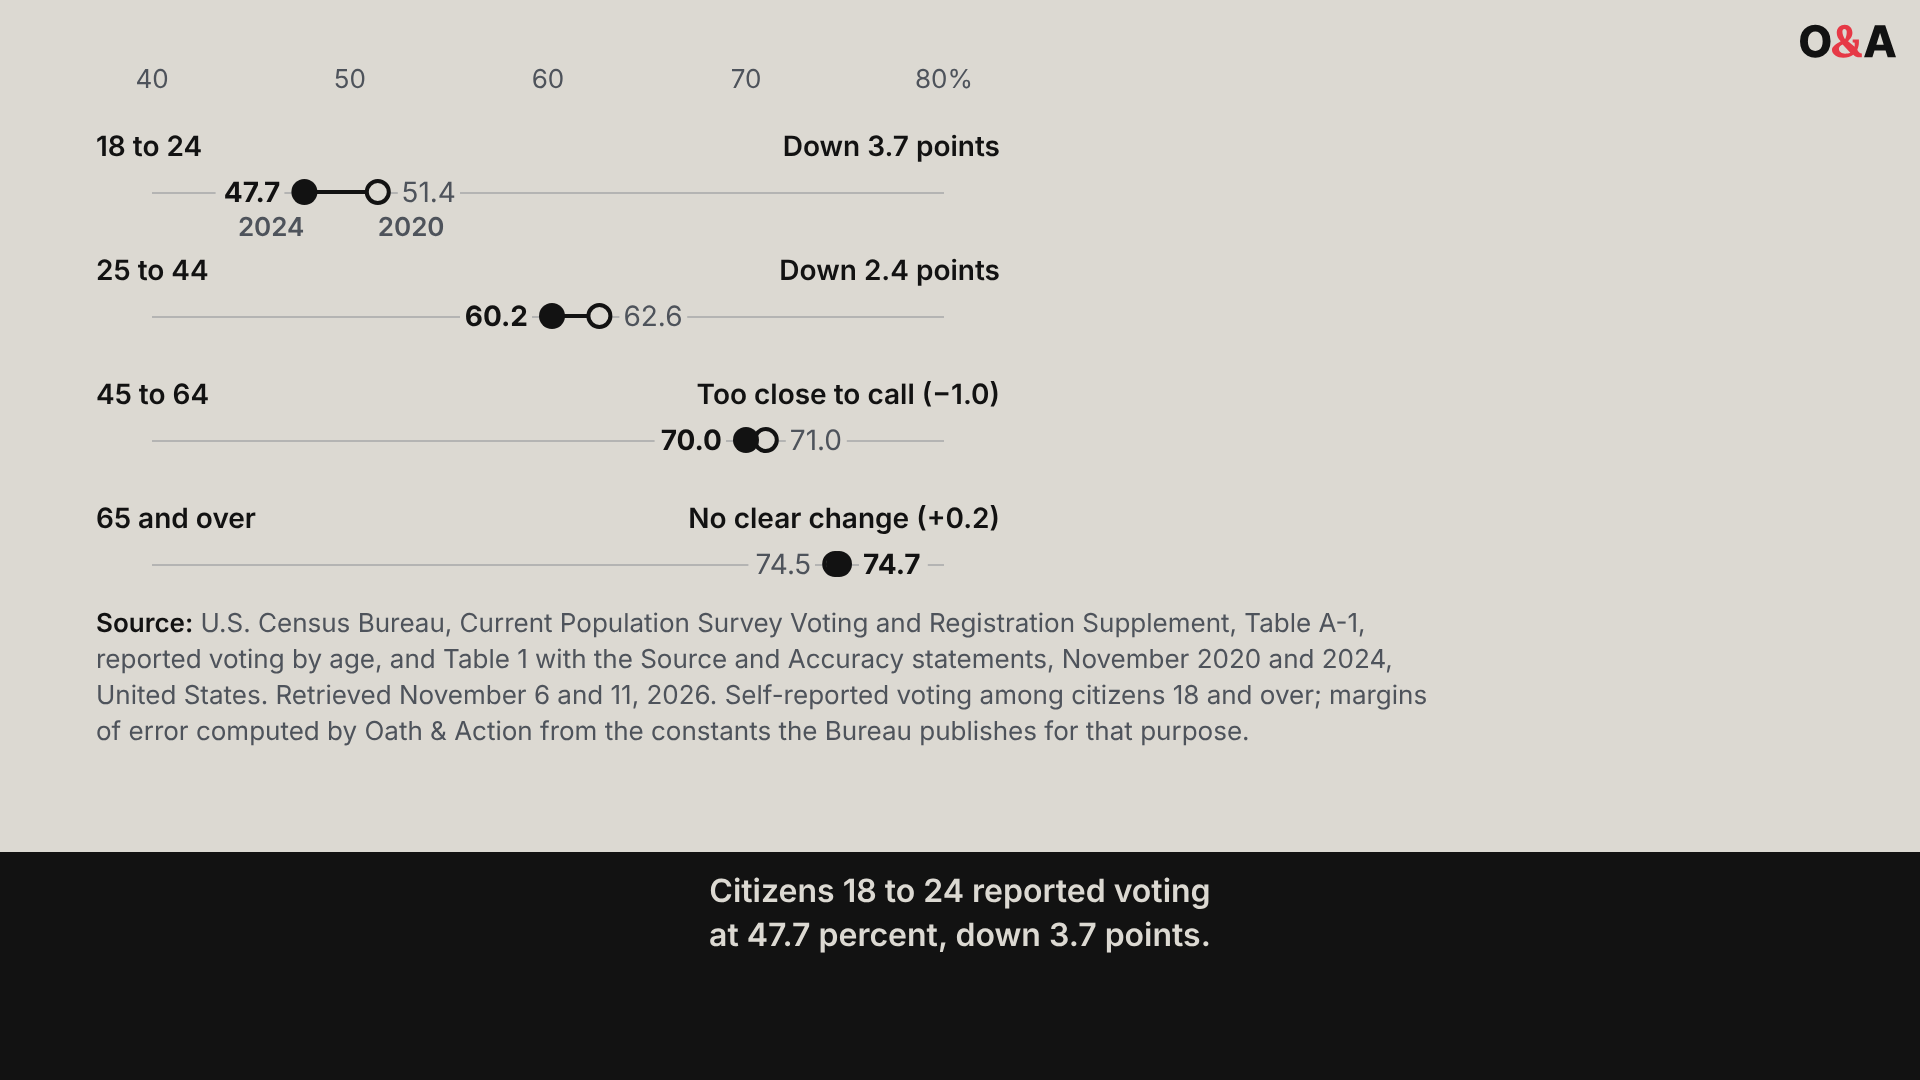 O&A
40 50 60 70 80%
18 to 24 Down 3.7 points
47.7 51.4
2024 2020
25 to 44 Down 2.4 points
60.2 62.6
45 to 64 Too close to call (−1.0)
70.0 71.0
65 and over No clear change (+0.2)
74.5 74.7
Source: U.S. Census Bureau, Current Population Survey Voting and Registration Supplement, Table A-1,
reported voting by age, and Table 1 with the Source and Accuracy statements, November 2020 and 2024,
United States. Retrieved November 6 and 11, 2026. Self-reported voting among citizens 18 and over; margins
of error computed by Oath & Action from the constants the Bureau publishes for that purpose.
Citizens 18 to 24 reported voting
at 47.7 percent, down 3.7 points.